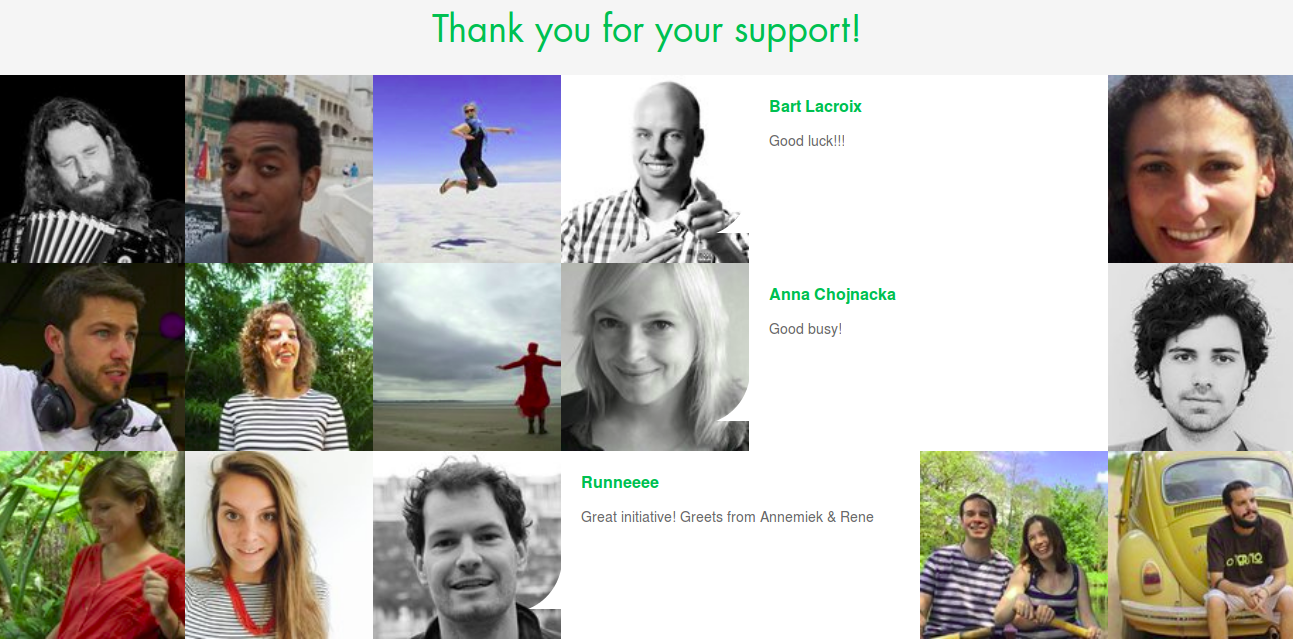 Thank you for your support!
Bart Lacroix
Good luck!!!
Anna Chojnacka
Good busy!
Runneeee
Great initiative! Greets from Annemiek & Rene